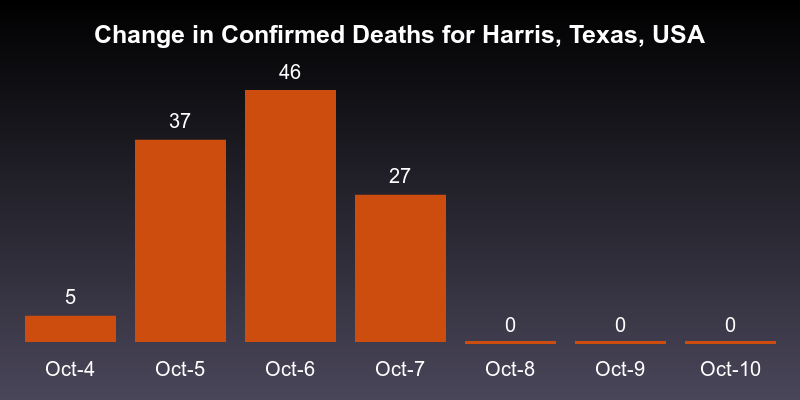 Change in Confirmed Deaths for Harris, Texas, USA
46
37
27
5
0 0 0
Oct-4 Oct-5 Oct-6 Oct-7 Oct-8 Oct-9 Oct-10